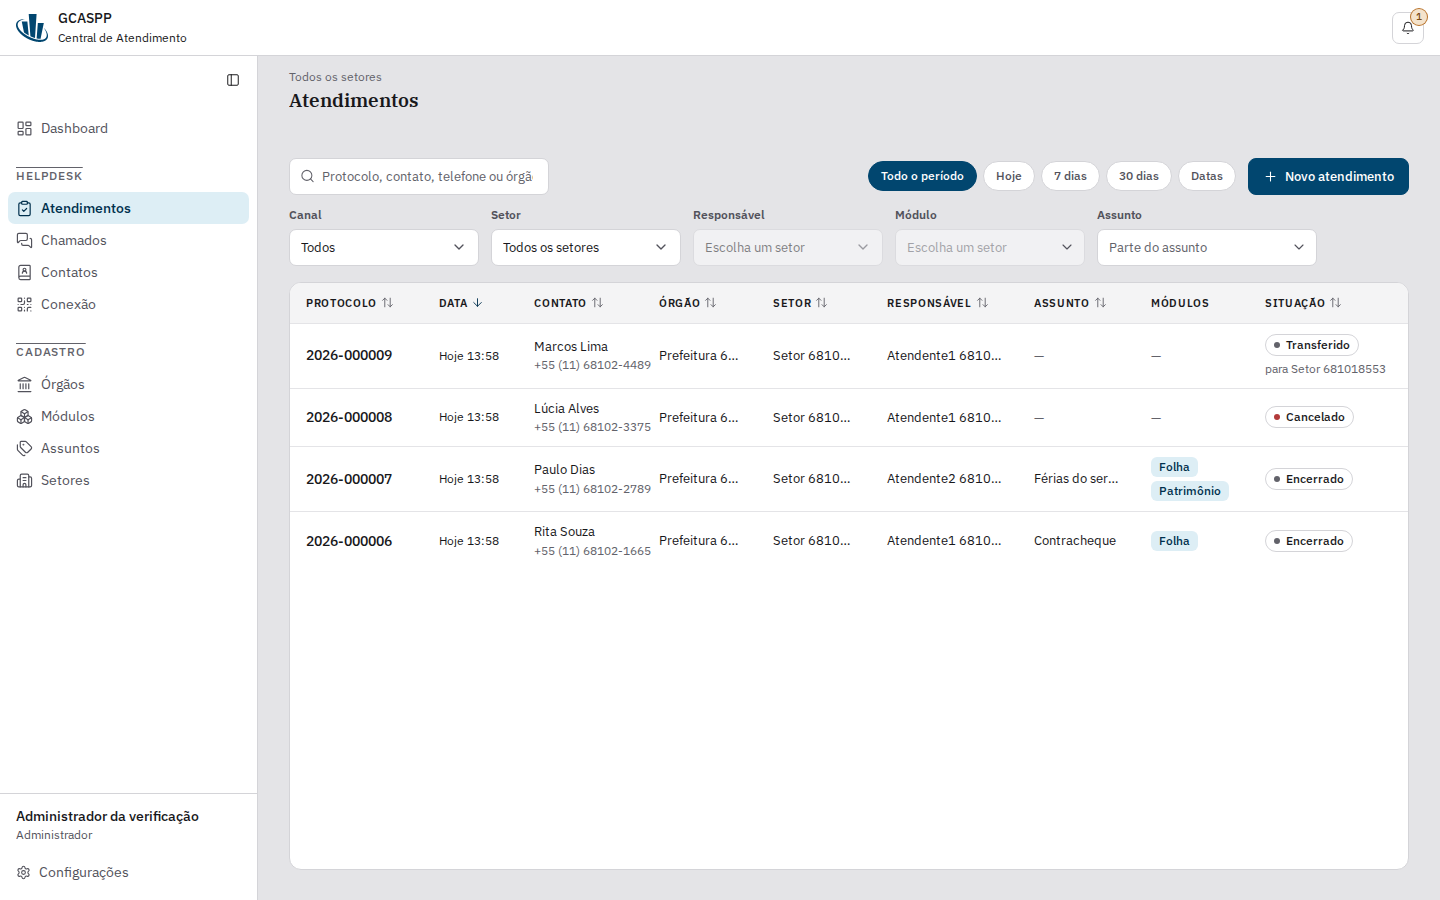 GCASPP
Central de Atendimento
1
Dashboard
HELPDESK
Atendimentos
Chamados
Contatos
Conexão
CADASTRO
Órgãos
Módulos
Assuntos
Setores
Administrador da verificação
Administrador
Configurações
Todos os setores
Atendimentos
Protocolo, contato, telefone ou órgã
Todo o período Hoje 7 dias 30 dias Datas Novo atendimento
Canal Setor Responsável Módulo Assunto
Todos Todos os setores Escolha um setor Escolha um setor Parte do assunto
PROTOCOLO DATA CONTATO ÓRGÃO SETOR RESPONSÁVEL ASSUNTO MÓDULOS SITUAÇÃO
2026-000009 Hoje 13:58 Marcos Lima Prefeitura 6... Setor 6810... Atendente1 6810... — — Transferido
+55 (11) 68102-4489 para Setor 681018553
2026-000008 Hoje 13:58 Lúcia Alves Prefeitura 6... Setor 6810... Atendente1 6810... — — Cancelado
+55 (11) 68102-3375
2026-000007 Hoje 13:58 Paulo Dias Prefeitura 6... Setor 6810... Atendente2 6810... Férias do ser... Folha Encerrado
+55 (11) 68102-2789 Patrimônio
2026-000006 Hoje 13:58 Rita Souza Prefeitura 6... Setor 6810... Atendente1 6810... Contracheque Folha Encerrado
+55 (11) 68102-1665